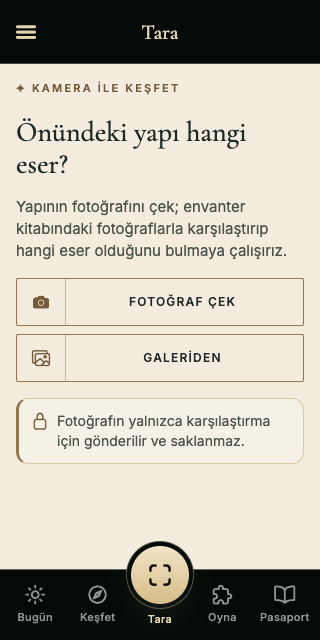 Tara
✦ KAMERA İLE KEŞFET
Önündeki yapı hangi
eser?
Yapının fotoğrafını çek; envanter
kitabındaki fotoğraflarla karşılaştırıp
hangi eser olduğunu bulmaya çalışırız.
FOTOĞRAF ÇEK
GALERİDEN
Fotoğrafın yalnızca karşılaştırma
için gönderilir ve saklanmaz.
Bugün Keşfet Tara Oyna Pasaport